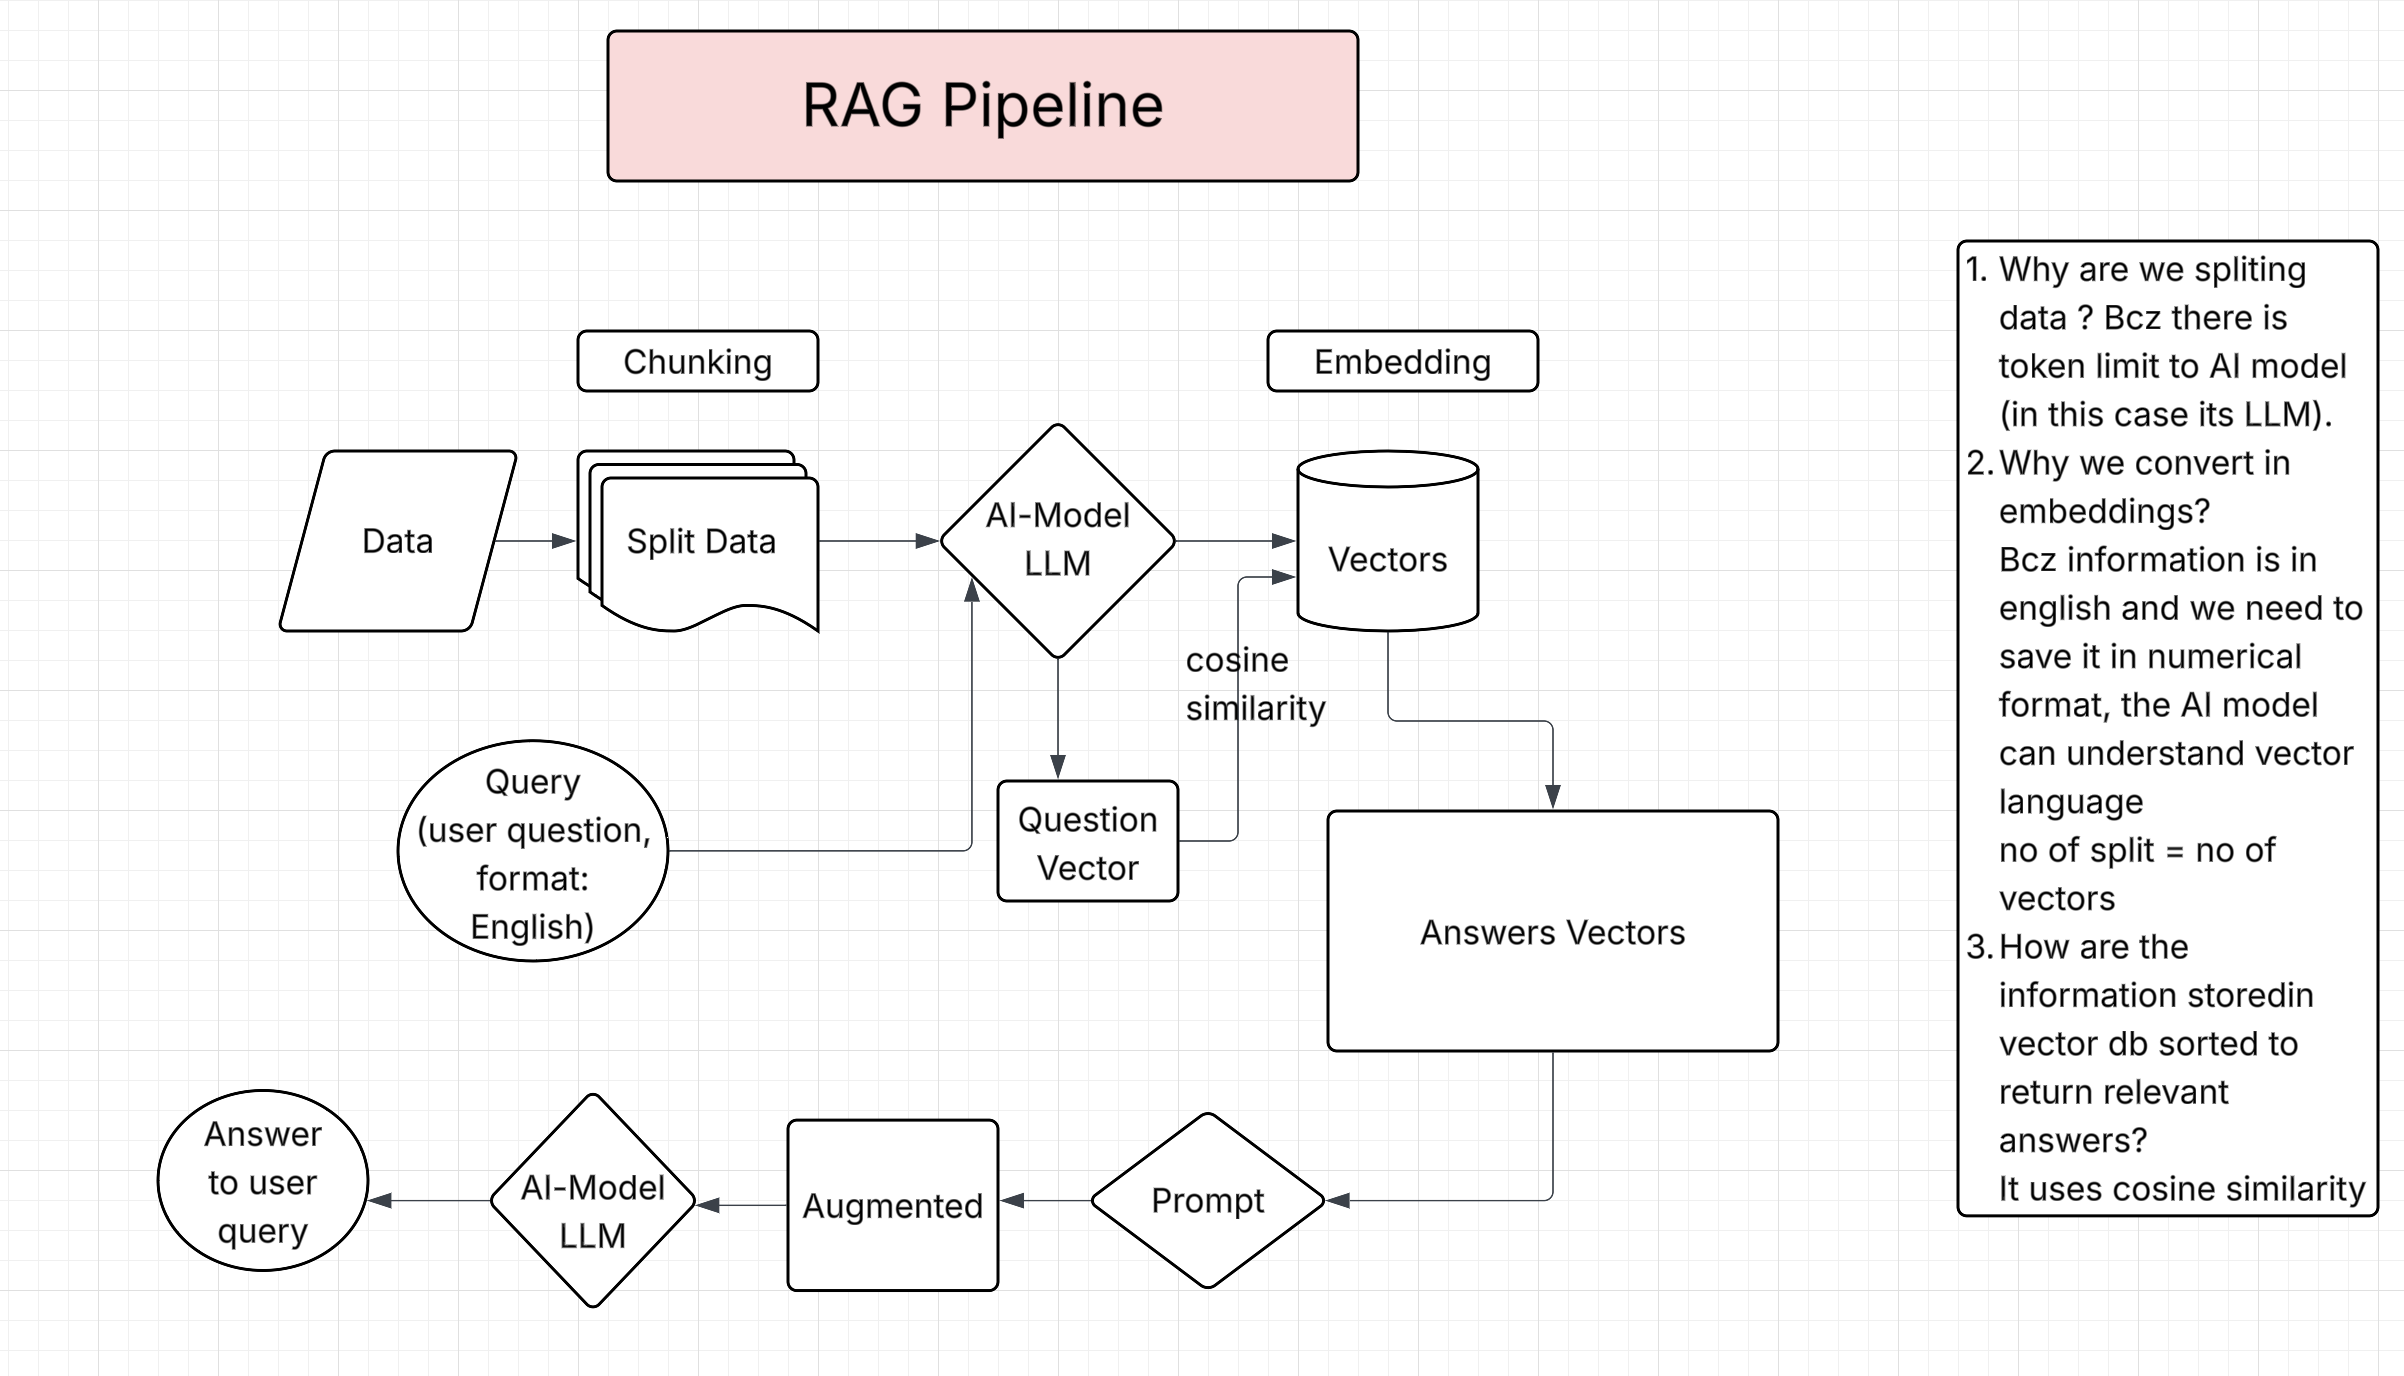 RAG Pipeline
Chunking
Embedding
Data
Split Data
AI-Model
LLM
Vectors
cosine
similarity
Query
(user question,
format:
English)
Question
Vector
Answers Vectors
Answer
to user
query
AI-Model
LLM
Augmented
Prompt
1. Why are we spliting
data ? Bcz there is
token limit to AI model
(in this case its LLM).
2. Why we convert in
embeddings?
Bcz information is in
english and we need to
save it in numerical
format, the AI model
can understand vector
language
no of split = no of
vectors
3. How are the
information storedin
vector db sorted to
return relevant
answers?
It uses cosine similarity